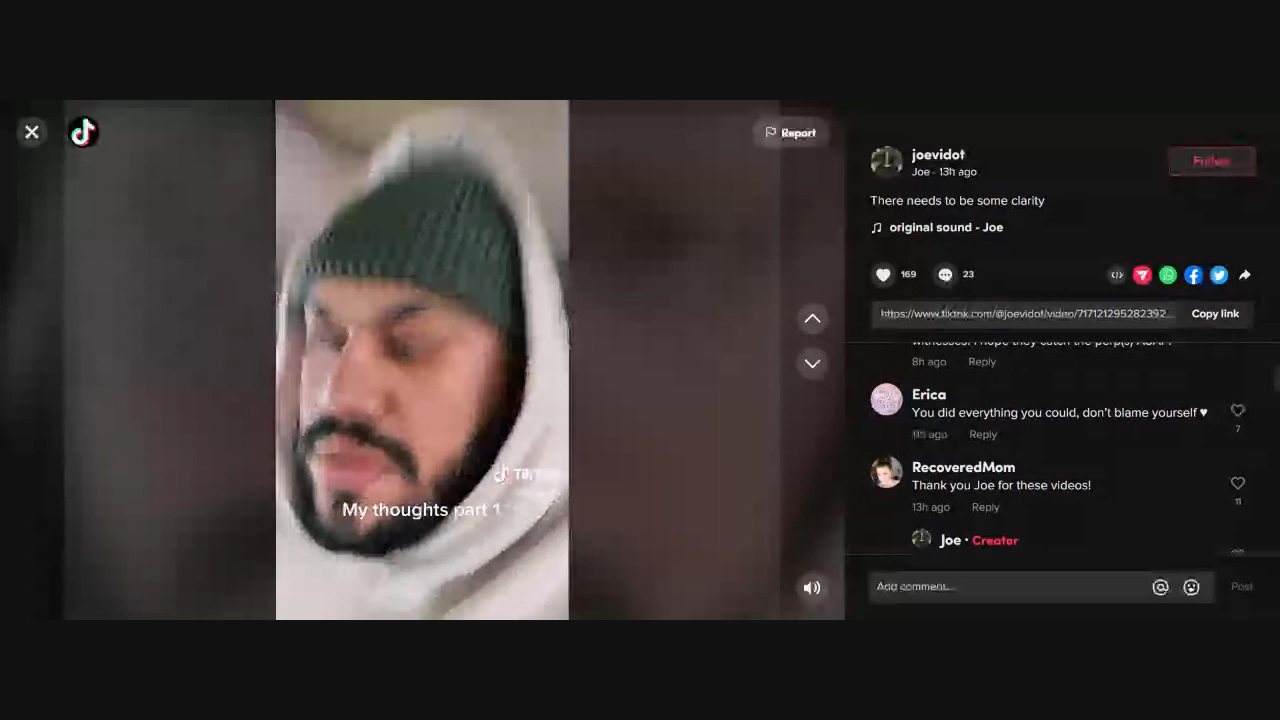 Report
My thoughts part 1
joevidot
Joe · 13h ago
Follow
There needs to be some clarity
original sound - Joe
169
23
https://www.tiktok.com/@joevidot/video/717121295282392...
Copy link
8h ago Reply
Erica
You did everything you could, don't blame yourself ♥
7
11h ago Reply
RecoveredMom
Thank you Joe for these videos!
11
13h ago Reply
Joe · Creator
Add comment...
Post